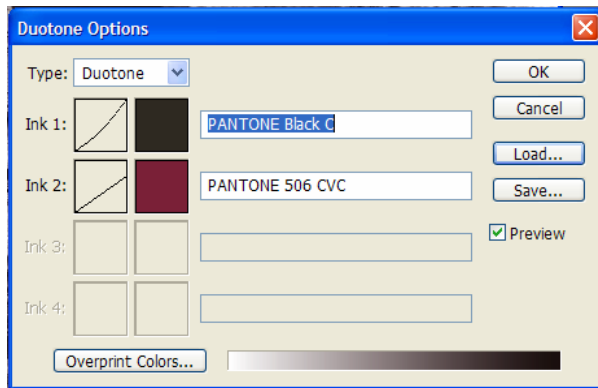 Duotone Options
Type: Duotone
OK
Cancel
Ink 1: PANTONE Black C
Load...
Ink 2: PANTONE 506 CVC
Save...
Preview
Ink 3:
Ink 4:
Overprint Colors...